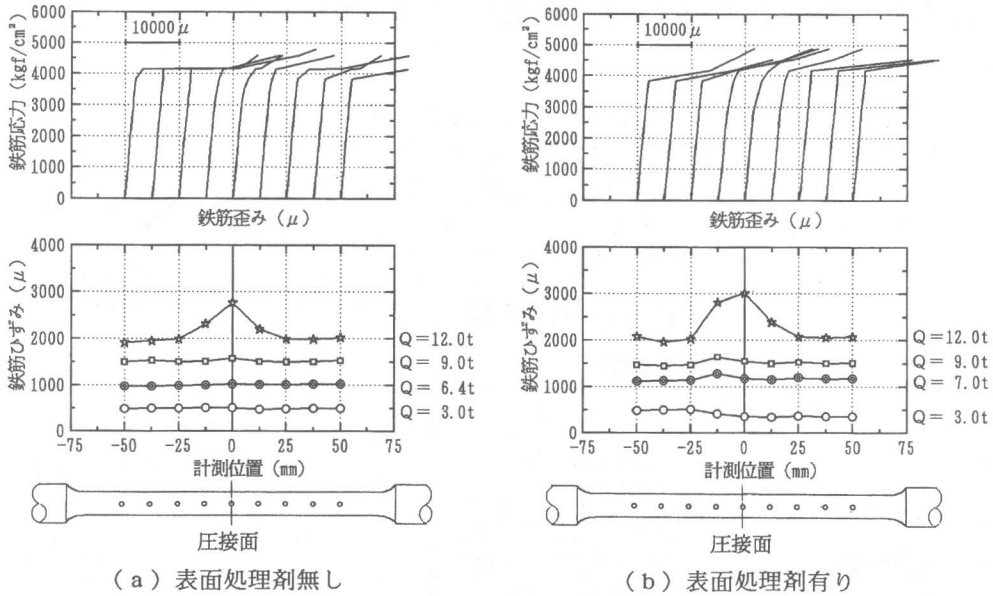 10000μ
6000
5000
4000
3000
2000
1000
0
鉄筋応力 (kgf/cm²)
鉄筋歪み (μ)
4000
3000
2000
1000
0
鉄筋ひずみ (μ)
Q=12.0t
Q= 9.0t
Q= 6.4t
Q= 3.0t
-75 -50 -25 0 25 50 75
計測位置 (mm)
圧接面
(a) 表面処理剤無し
10000μ
6000
5000
4000
3000
2000
1000
0
鉄筋応力 (kgf/cm²)
鉄筋歪み (μ)
4000
3000
2000
1000
0
鉄筋ひずみ (μ)
Q=12.0t
Q= 9.0t
Q= 7.0t
Q= 3.0t
-75 -50 -25 0 25 50 75
計測位置 (mm)
圧接面
(b) 表面処理剤有り